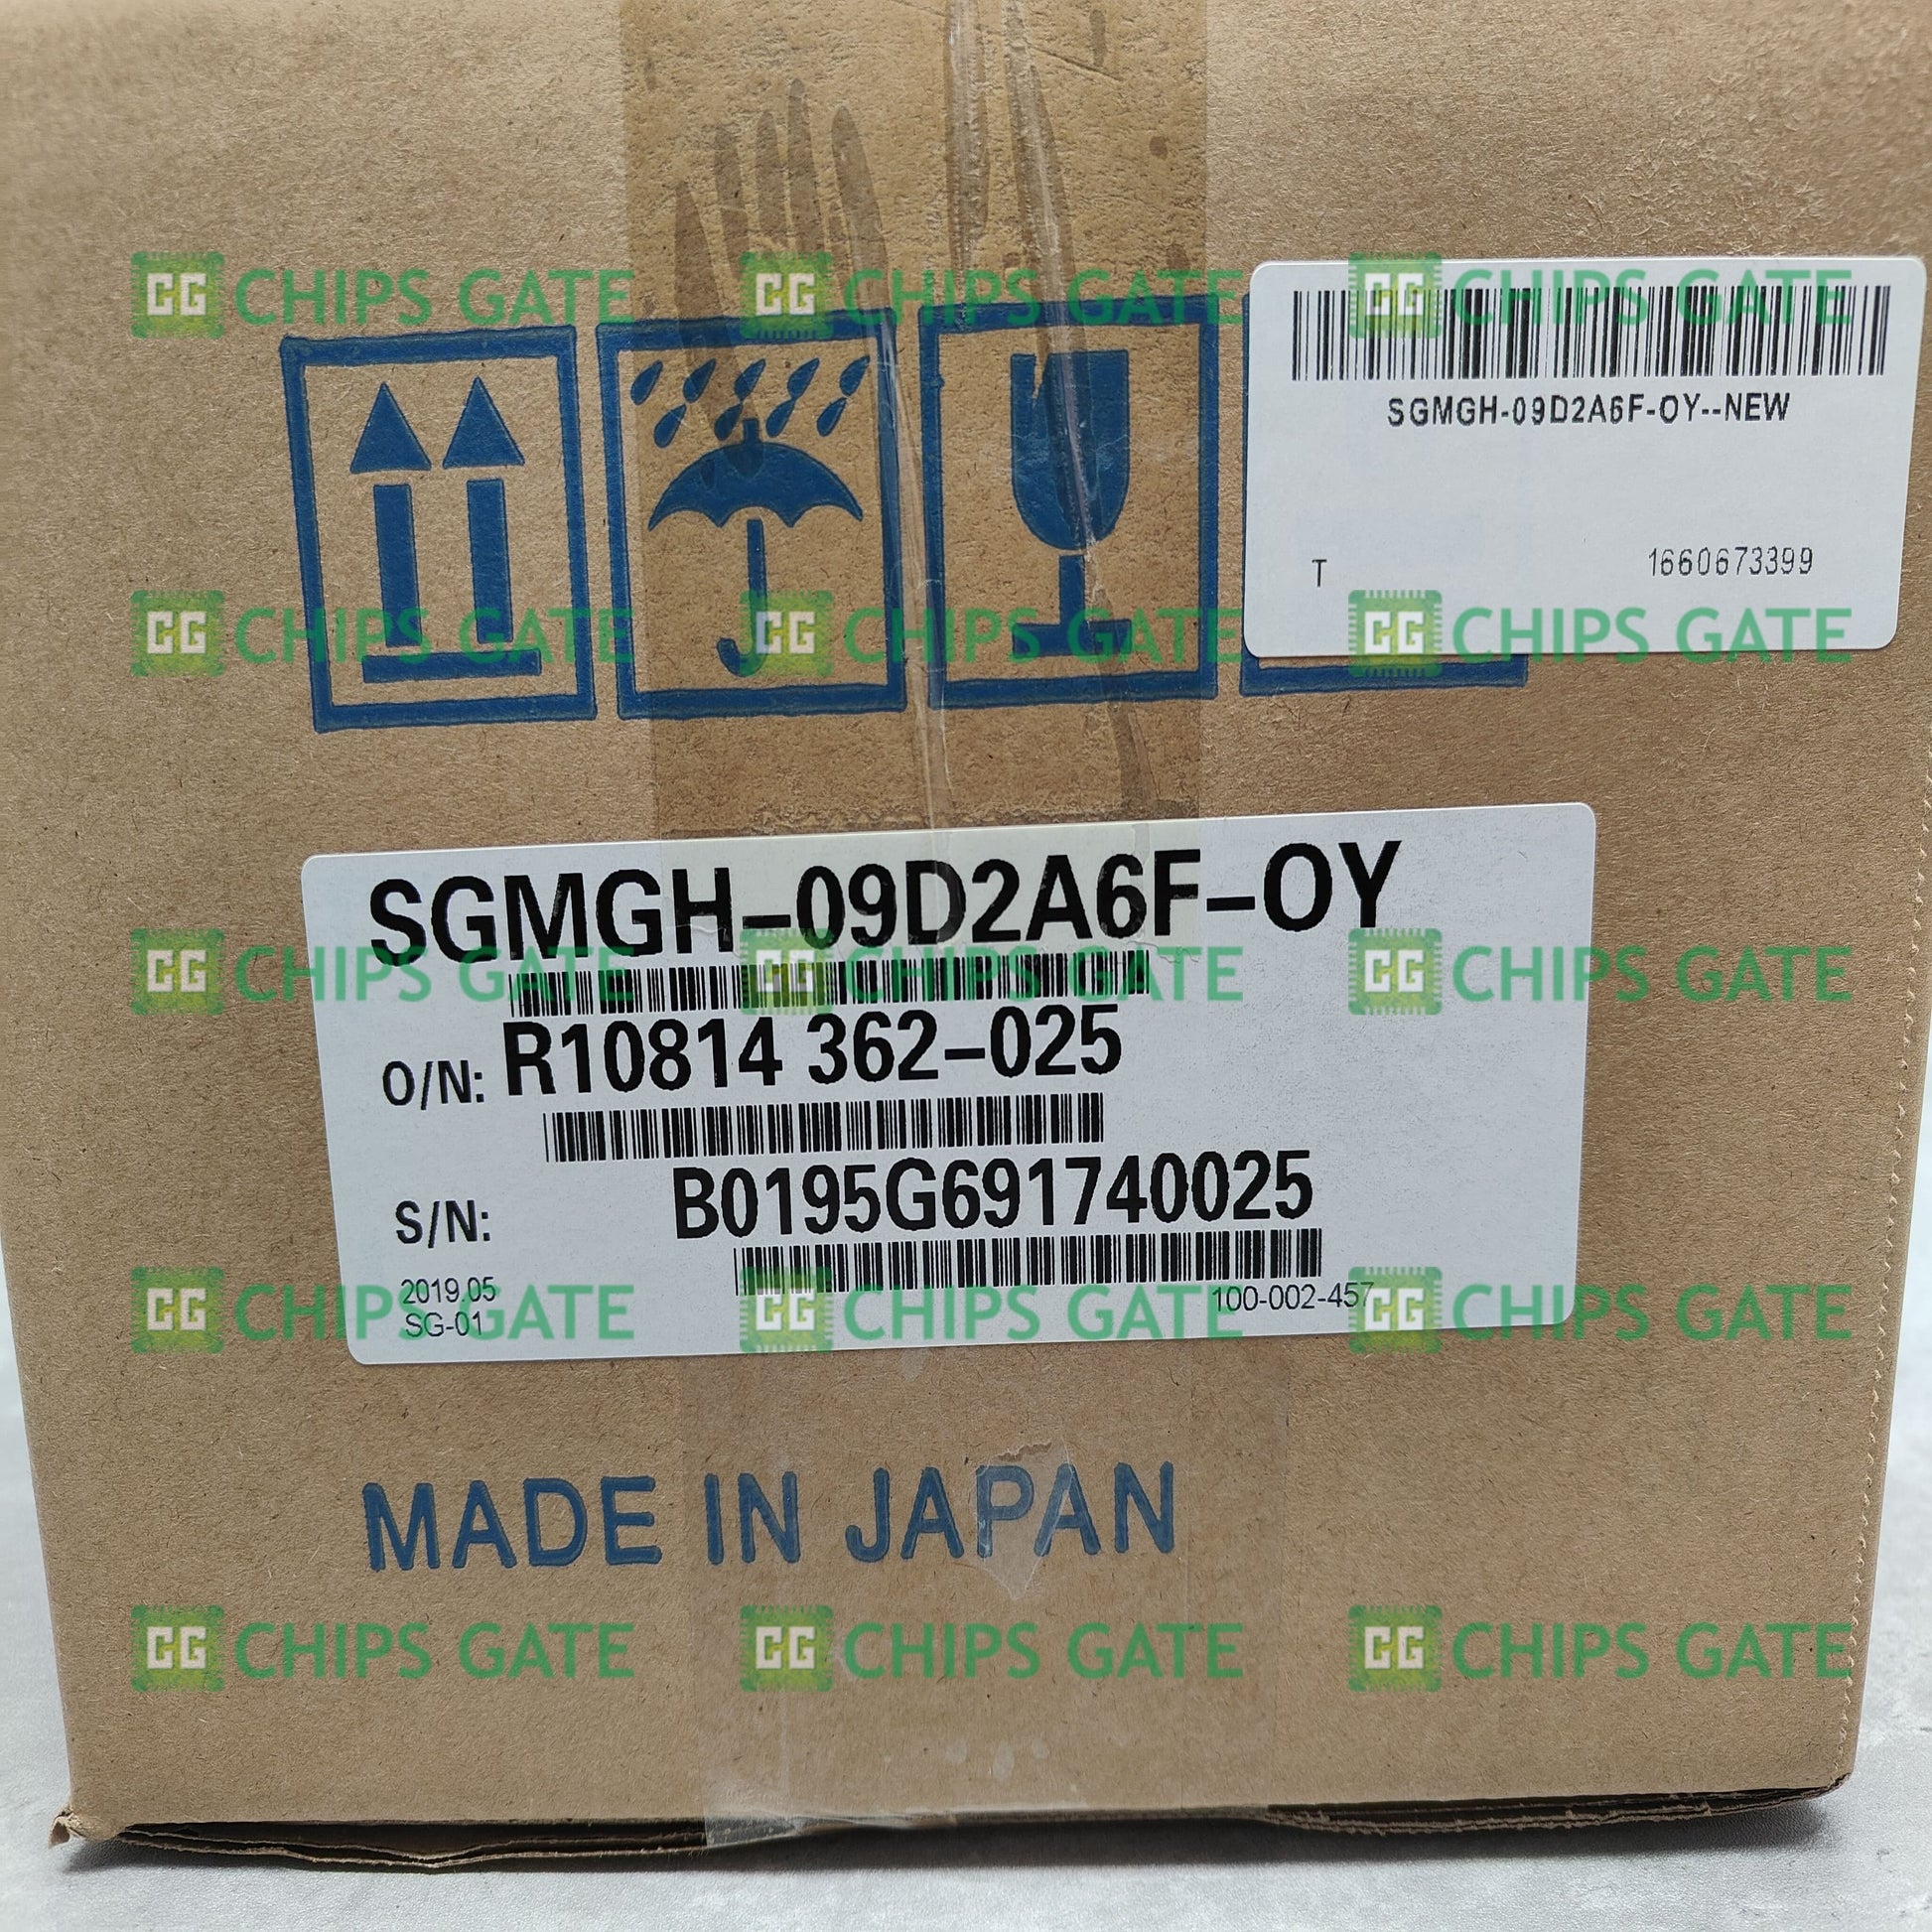 CG CHIPS GATE CG CHIPS GATE CG CHIPS GATE
SGMGH-09D2A6F-OY--NEW
T 1660673399
CG CHIPS GATE CG CHIPS GATE CG CHIPS GATE
SGMGH-09D2A6F-OY
CG CHIPS GATE CG CHIPS GATE CG CHIPS GATE
O/N: R10814 362-025
S/N: B0195G691740025
2019.05
SG-01 100-002-457
CG CHIPS GATE CG CHIPS GATE CG CHIPS GATE
MADE IN JAPAN
CG CHIPS GATE CG CHIPS GATE CG CHIPS GATE